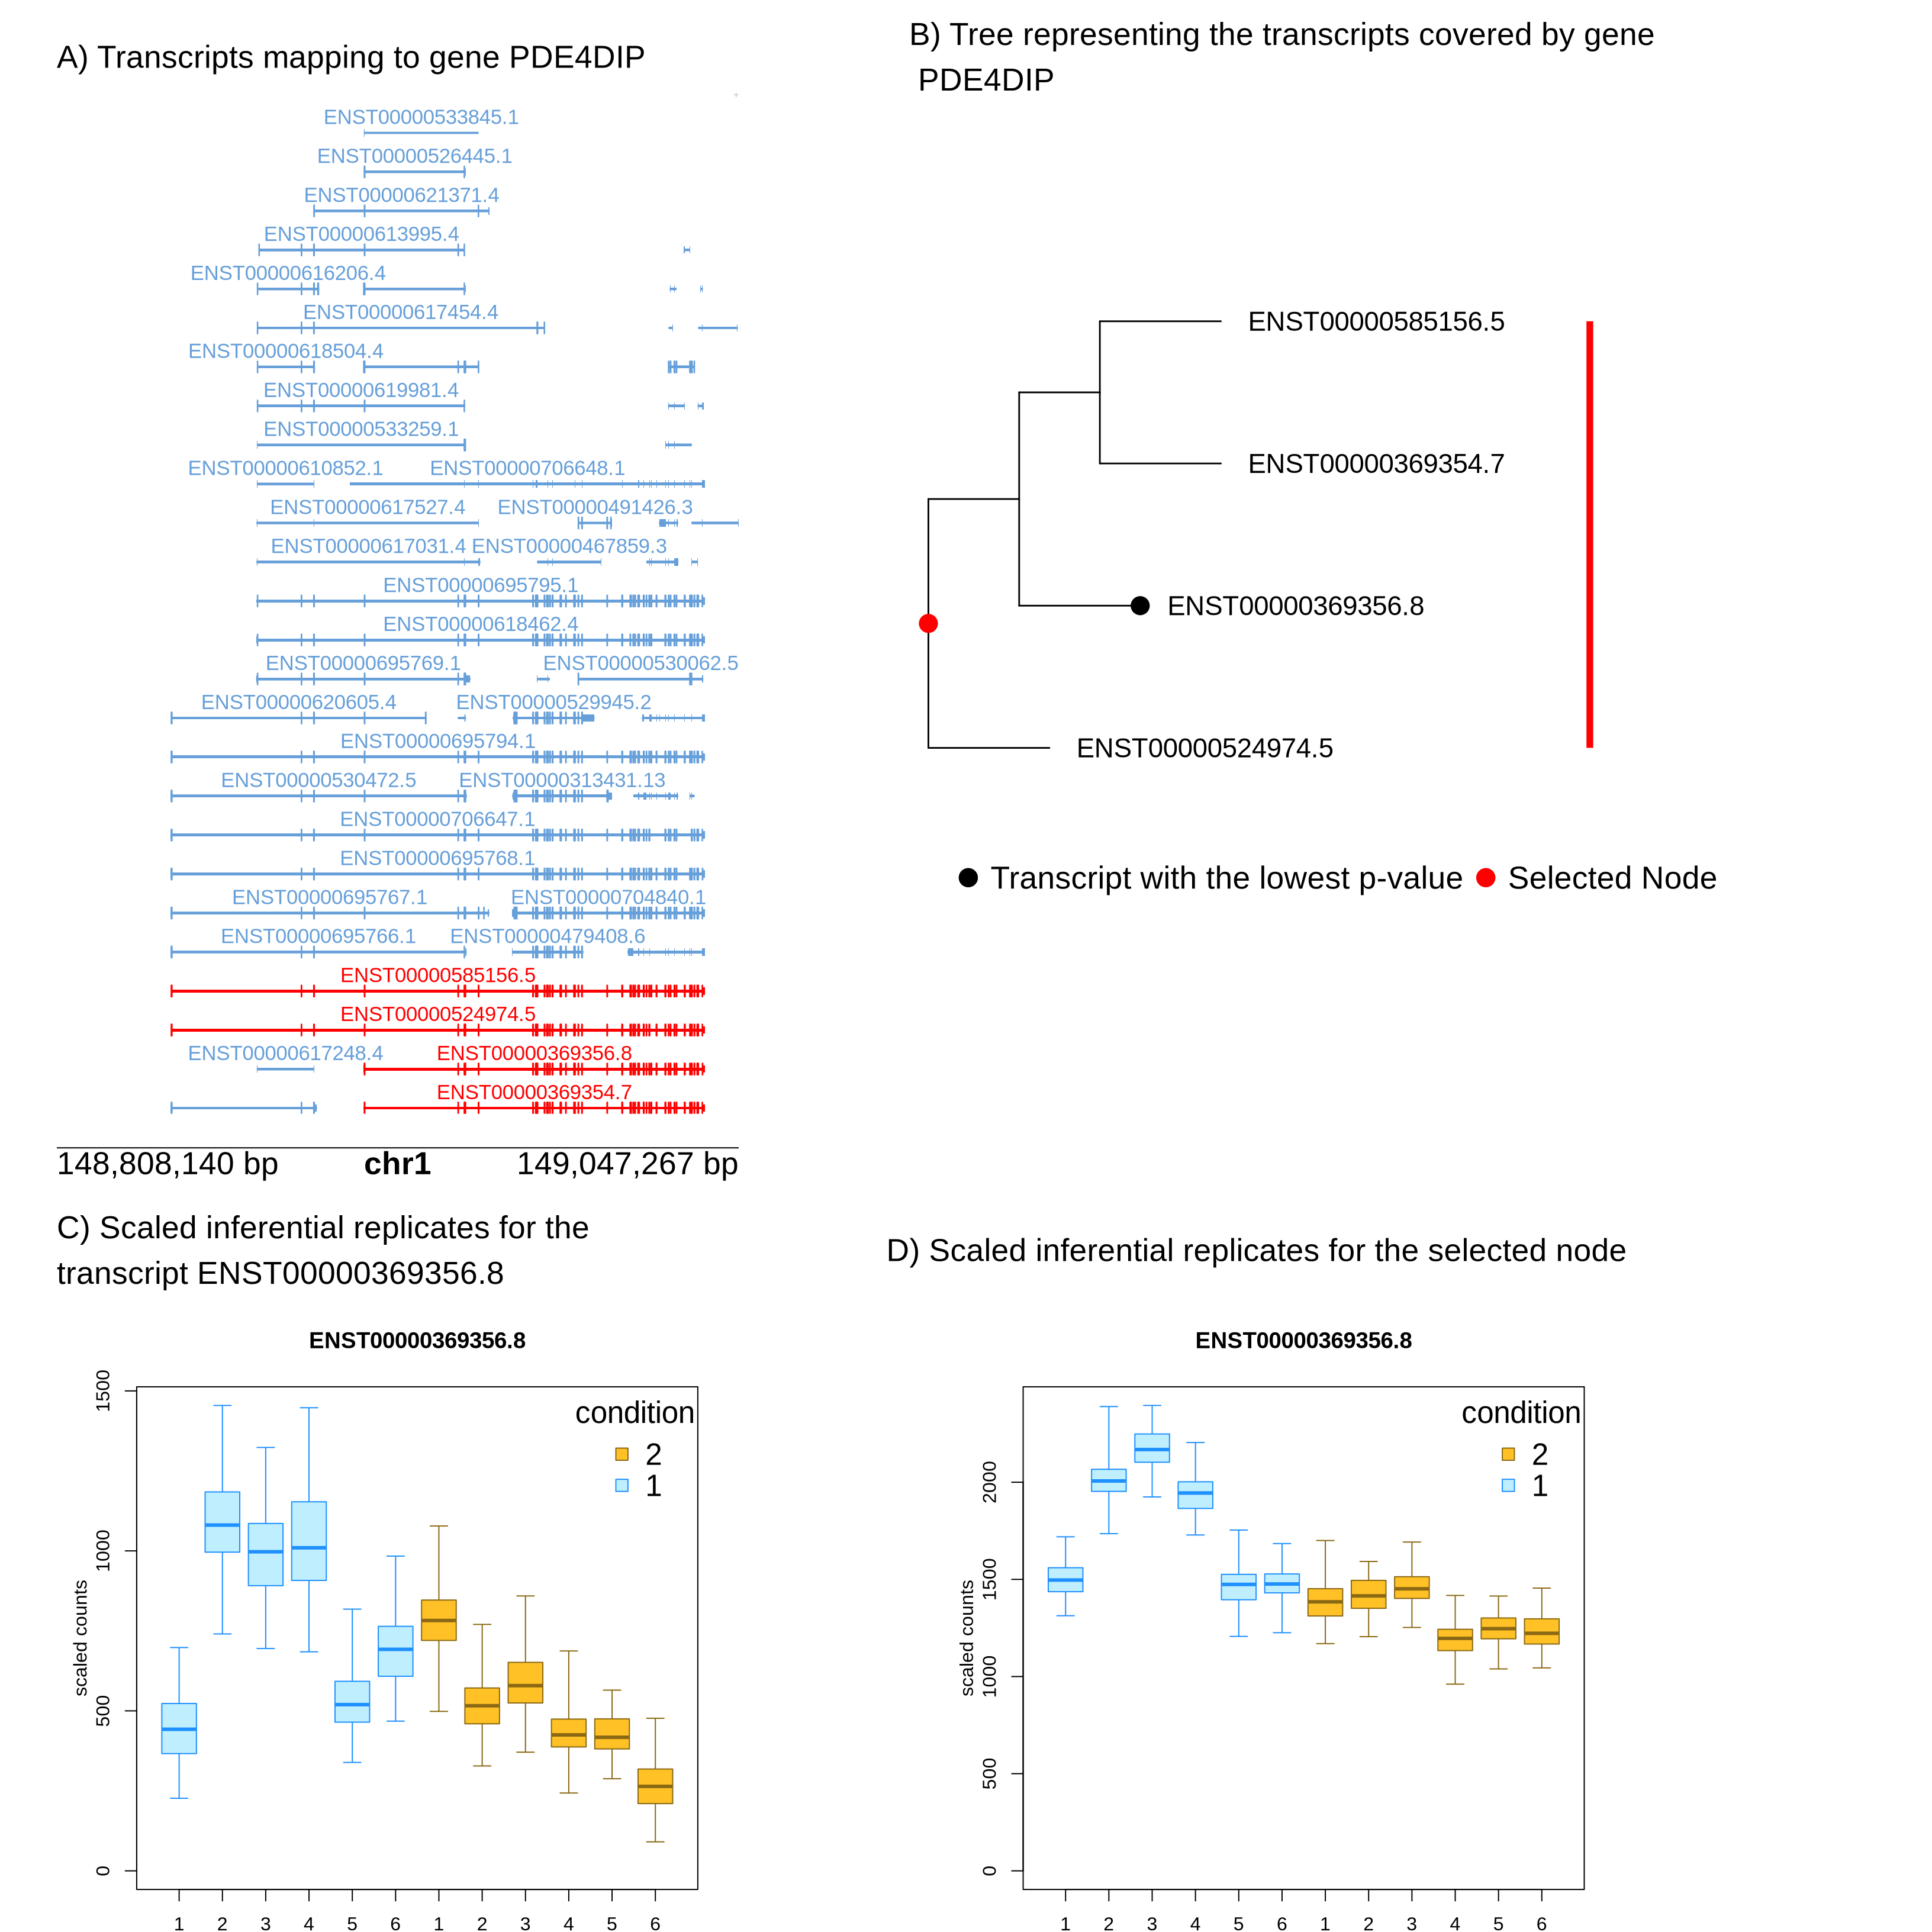 A) Transcripts mapping to gene PDE4DIP
ENST00000533845.1
ENST00000526445.1
ENST00000621371.4
ENST00000613995.4
ENST00000616206.4
ENST00000617454.4
ENST00000618504.4
ENST00000619981.4
ENST00000533259.1
ENST00000610852.1 ENST00000706648.1
ENST00000617527.4 ENST00000491426.3
ENST00000617031.4 ENST00000467859.3
ENST00000695795.1
ENST00000618462.4
ENST00000695769.1 ENST00000530062.5
ENST00000620605.4 ENST00000529945.2
ENST00000695794.1
ENST00000530472.5 ENST00000313431.13
ENST00000706647.1
ENST00000695768.1
ENST00000695767.1 ENST00000704840.1
ENST00000695766.1 ENST00000479408.6
ENST00000585156.5
ENST00000524974.5
ENST00000617248.4 ENST00000369356.8
ENST00000369354.7
148,808,140 bp chr1 149,047,267 bp
B) Tree representing the transcripts covered by gene
PDE4DIP
ENST00000585156.5
ENST00000369354.7
ENST00000369356.8
ENST00000524974.5
Transcript with the lowest p-value Selected Node
C) Scaled inferential replicates for the
transcript ENST00000369356.8
ENST00000369356.8
condition
2
1
scaled counts
1500
1000
500
0
1 2 3 4 5 6 1 2 3 4 5 6
D) Scaled inferential replicates for the selected node
ENST00000369356.8
condition
2
1
scaled counts
2000
1500
1000
500
0
1 2 3 4 5 6 1 2 3 4 5 6